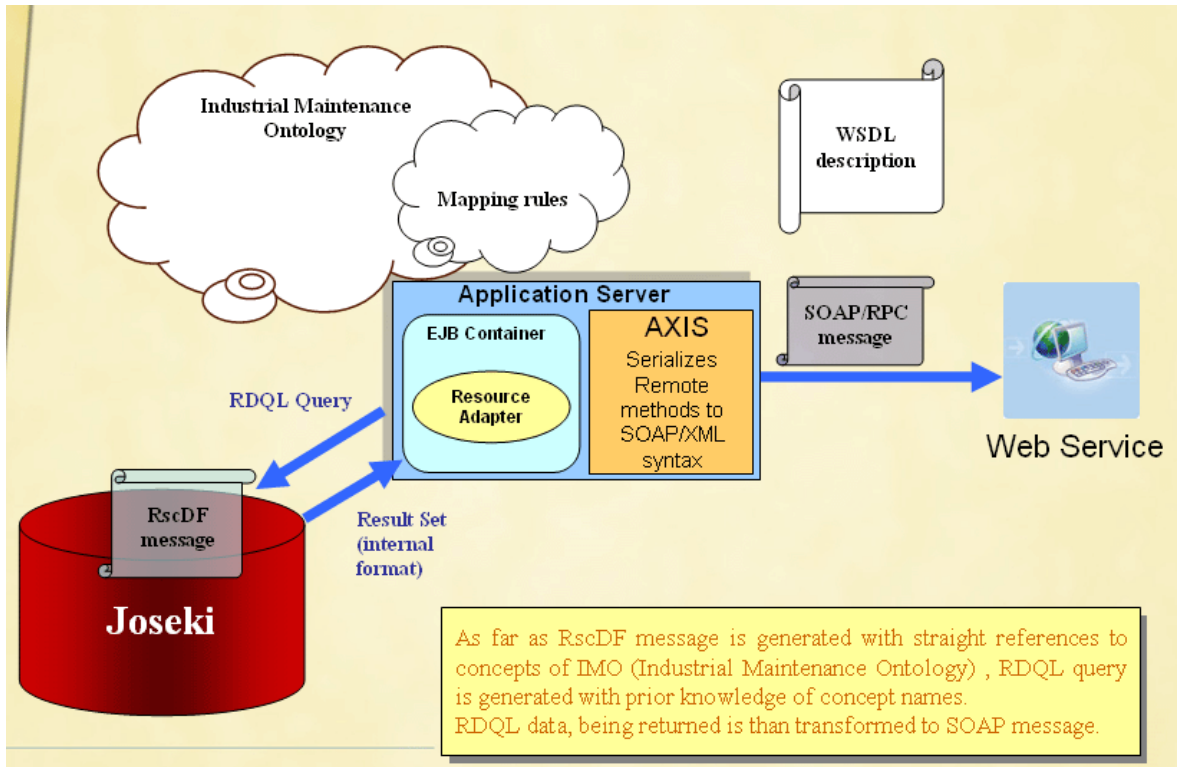 Industrial Maintenance
Ontology
Mapping rules
WSDL
description
Application Server
EJB Container
Resource
Adapter
AXIS
Serializes
Remote
methods to
SOAP/XML
syntax
SOAP/RPC
message
Web Service
RDQL Query
RscDF
message
Joseki
Result Set
(internal
format)
As far as RscDF message is generated with straight references to
concepts of IMO (Industrial Maintenance Ontology) , RDQL query
is generated with prior knowledge of concept names.
RDQL data, being returned is than transformed to SOAP message.